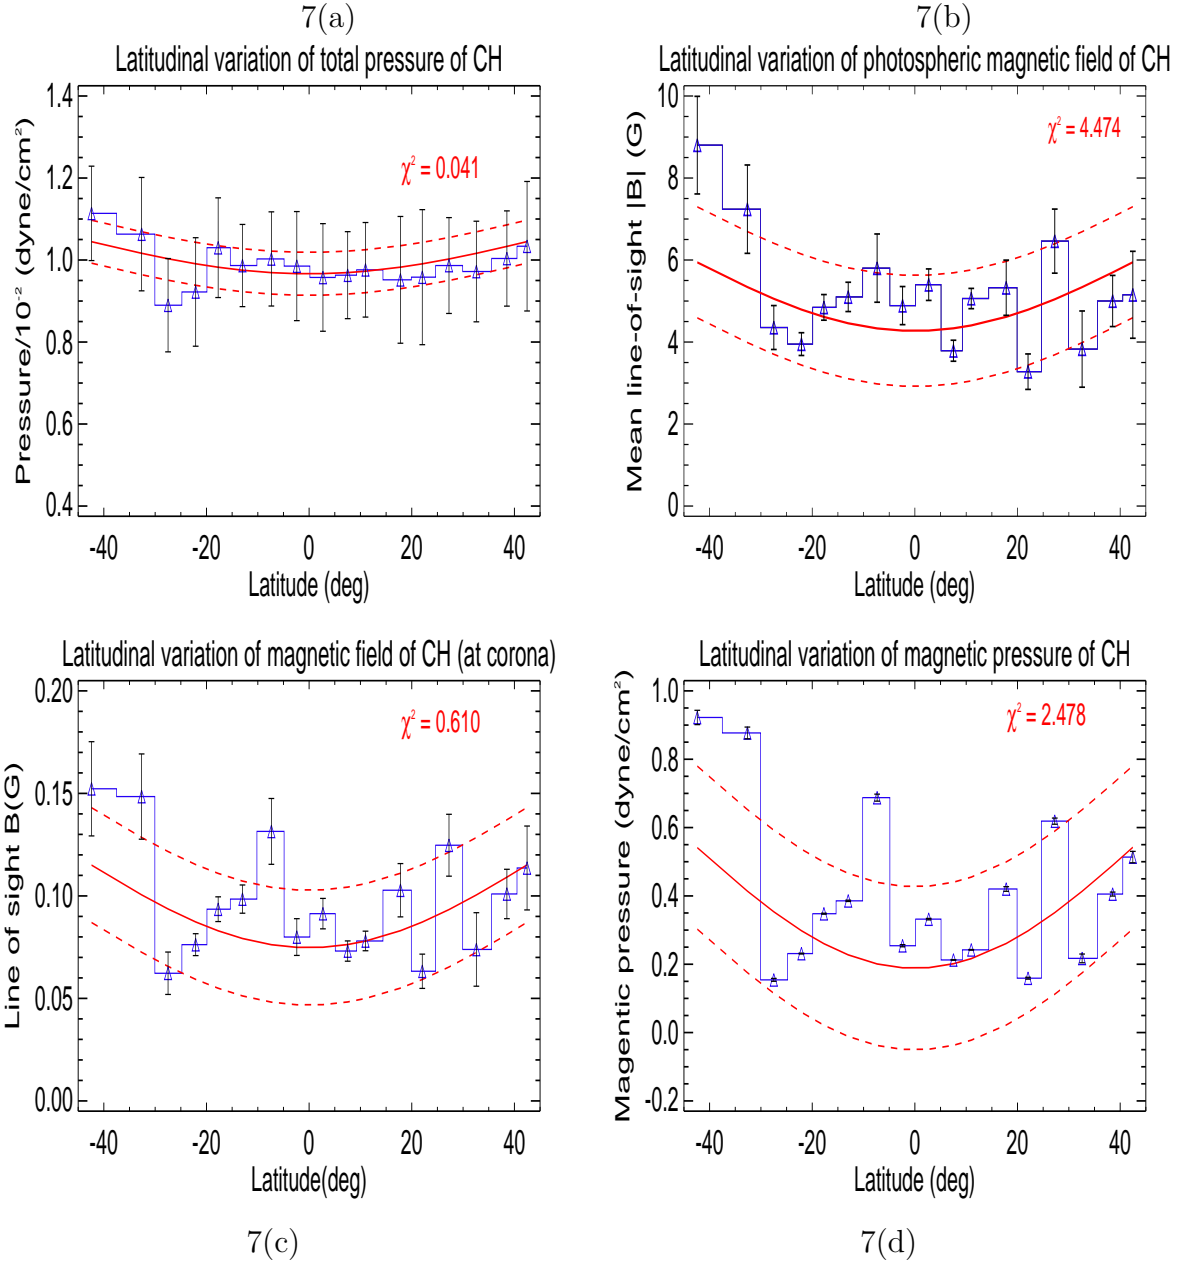 7(a)
7(b)
Latitudinal variation of total pressure of CH
1.4
1.2
1.0
0.8
0.6
0.4
Pressure/10⁻² (dyne/cm²)
χ² = 0.041
-40 -20 0 20 40
Latitude (deg)
Latitudinal variation of photospheric magnetic field of CH
10
8
6
4
2
0
Mean line-of-sight |B| (G)
χ² = 4.474
-40 -20 0 20 40
Latitude (deg)
Latitudinal variation of magnetic field of CH (at corona)
0.20
0.15
0.10
0.05
0.00
Line of sight B(G)
χ² = 0.610
-40 -20 0 20 40
Latitude(deg)
Latitudinal variation of magnetic pressure of CH
1.0
0.8
0.6
0.4
0.2
0.0
-0.2
Magentic pressure (dyne/cm²)
χ² = 2.478
-40 -20 0 20 40
Latitude (deg)
7(c)
7(d)